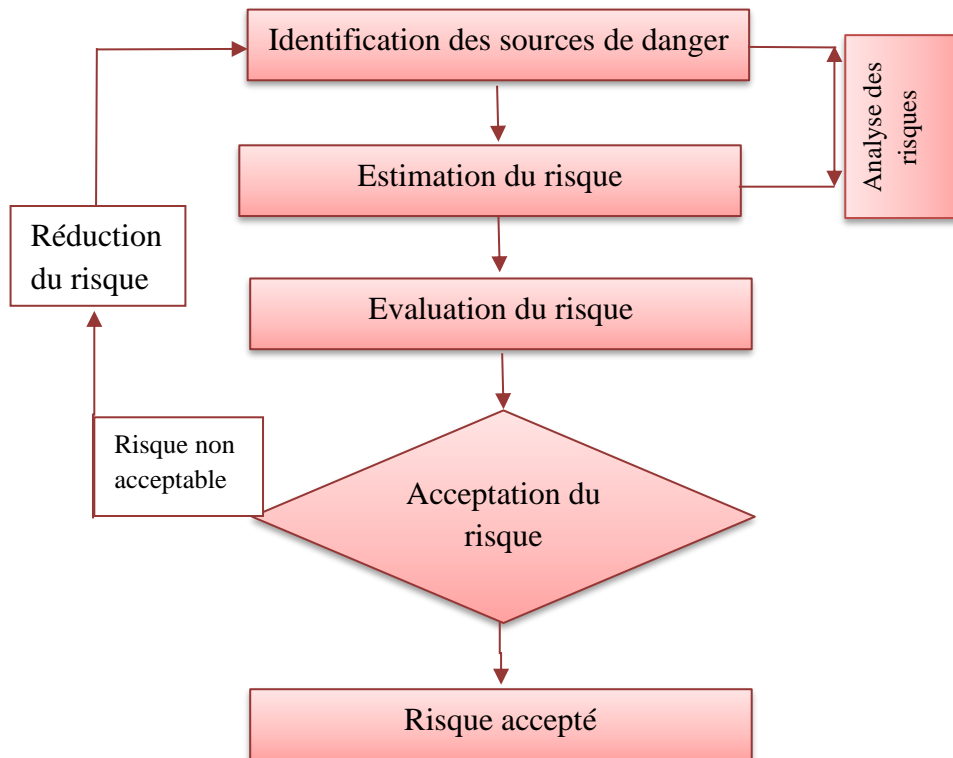 Identification des sources de danger
Analyse des
risques
Estimation du risque
Réduction
du risque
Evaluation du risque
Risque non
acceptable
Acceptation du
risque
Risque accepté